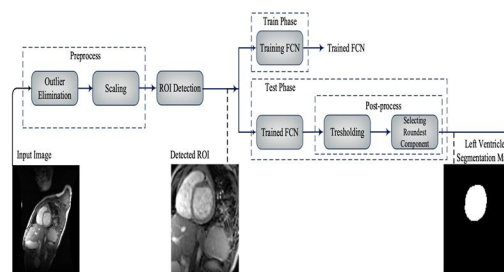 Preprocess
Outlier
Elimination
Scaling
ROI Detection
Train Phase
Training FCN
Trained FCN
Test Phase
Trained FCN
Post-process
Tresholding
Selecting
Roundest
Component
Input Image
Detected ROI
Left Ventricle
Segmentation M